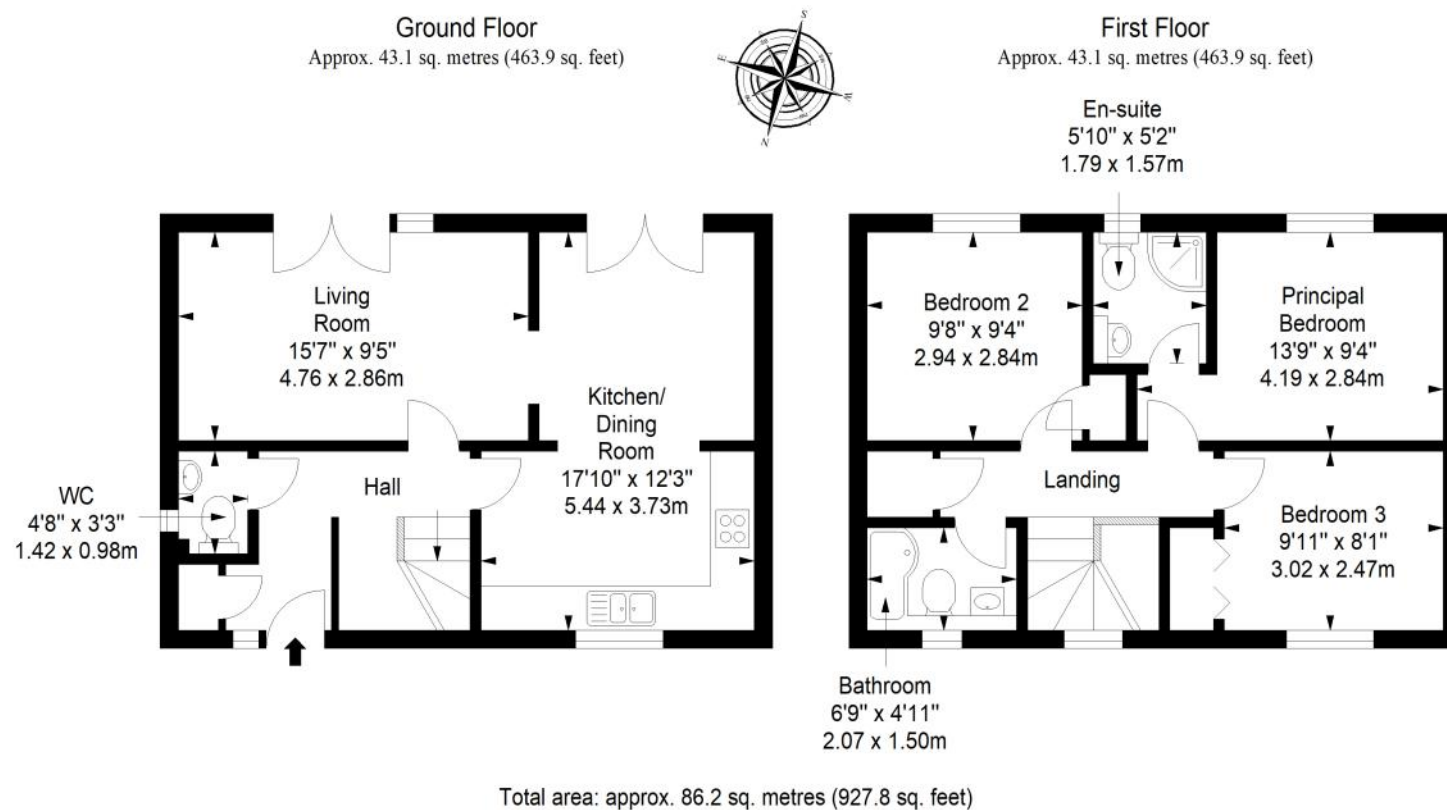 Ground Floor
Approx. 43.1 sq. metres (463.9 sq. feet)
S
E
W
N
First Floor
Approx. 43.1 sq. metres (463.9 sq. feet)
En-suite
5'10" x 5'2"
1.79 x 1.57m
Living
Room
15'7" x 9'5"
4.76 x 2.86m
Kitchen/
Dining
Room
17'10" x 12'3"
5.44 x 3.73m
Hall
WC
4'8" x 3'3"
1.42 x 0.98m
Bedroom 2
9'8" x 9'4"
2.94 x 2.84m
Principal
Bedroom
13'9" x 9'4"
4.19 x 2.84m
Landing
Bedroom 3
9'11" x 8'1"
3.02 x 2.47m
Bathroom
6'9" x 4'11"
2.07 x 1.50m
Total area: approx. 86.2 sq. metres (927.8 sq. feet)